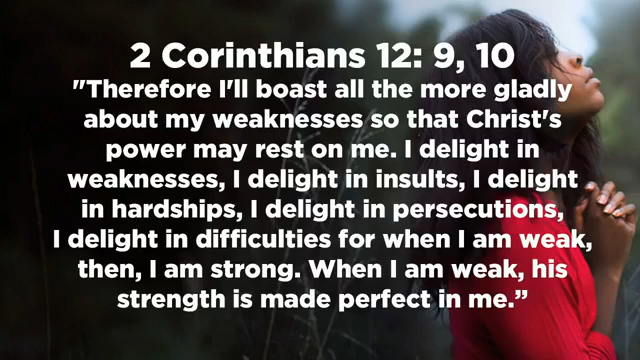 2 Corinthians 12: 9, 10
"Therefore I'll boast all the more gladly
about my weaknesses so that Christ's
power may rest on me. I delight in
weaknesses, I delight in insults, I delight
in hardships, I delight in persecutions,
I delight in difficulties for when I am weak,
then, I am strong. When I am weak, his
strength is made perfect in me.”